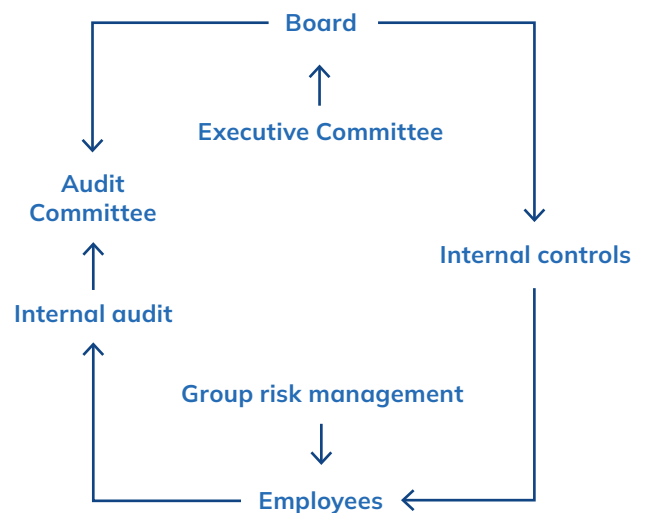 Board
Executive Committee
Audit
Committee
Internal controls
Internal audit
Group risk management
Employees